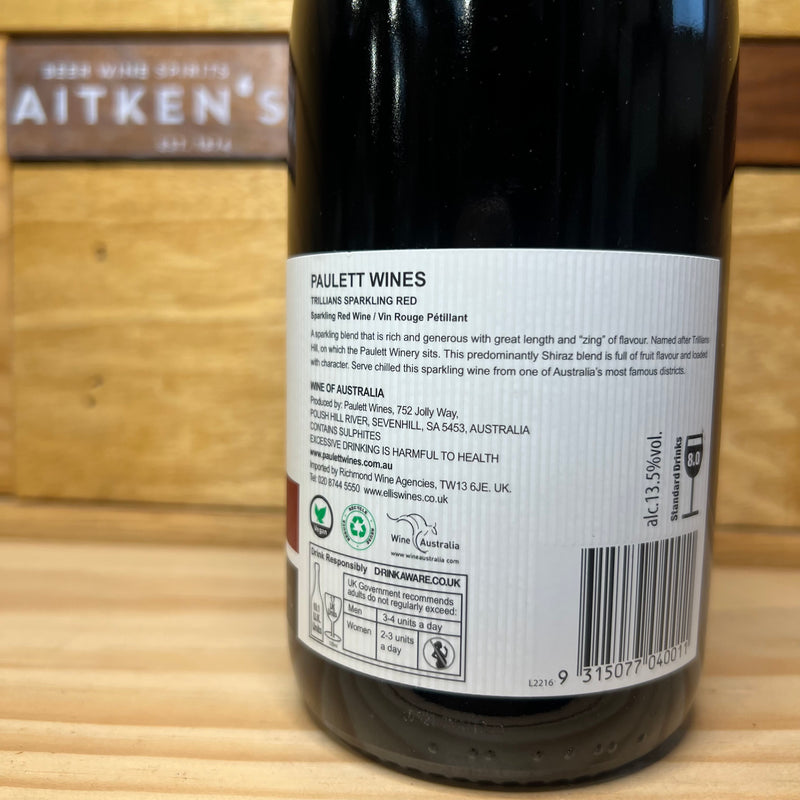 BEER WINE SPIRITS
AITKEN'S
PAULETT WINES
TRILLIANS SPARKLING RED
Sparkling Red Wine / Vin Rouge Pétillant
A sparkling blend that is rich and generous with great length and “zing” of flavour. Named after Trillians
Hill, on which the Paulett Winery sits. This predominantly Shiraz blend is full of fruit flavour and loaded
with character. Serve chilled this sparkling wine from one of Australia's most famous districts.
WINE OF AUSTRALIA
Produced by: Paulett Wines, 752 Jolly Way,
POLISH HILL RIVER, SEVENHILL, SA 5453, AUSTRALIA
CONTAINS SULPHITES
EXCESSIVE DRINKING IS HARMFUL TO HEALTH
www.paulettwines.com.au
Imported by Richmond Wine Agencies, TW13 6JE. UK.
Tel: 020 8744 5550 www.elliswines.co.uk
alc.13.5%vol.
Standard Drinks
8.0
Vegan
RECYCLE
Wine Australia
www.wineaustralia.com
Drink Responsibly DRINKAWARE.CO.UK
UK Government recommends
adults do not regularly exceed:
Men 3-4 units a day
Women 2-3 units
a day
10.1
U.K.
Units
L2216
9 315077 040011